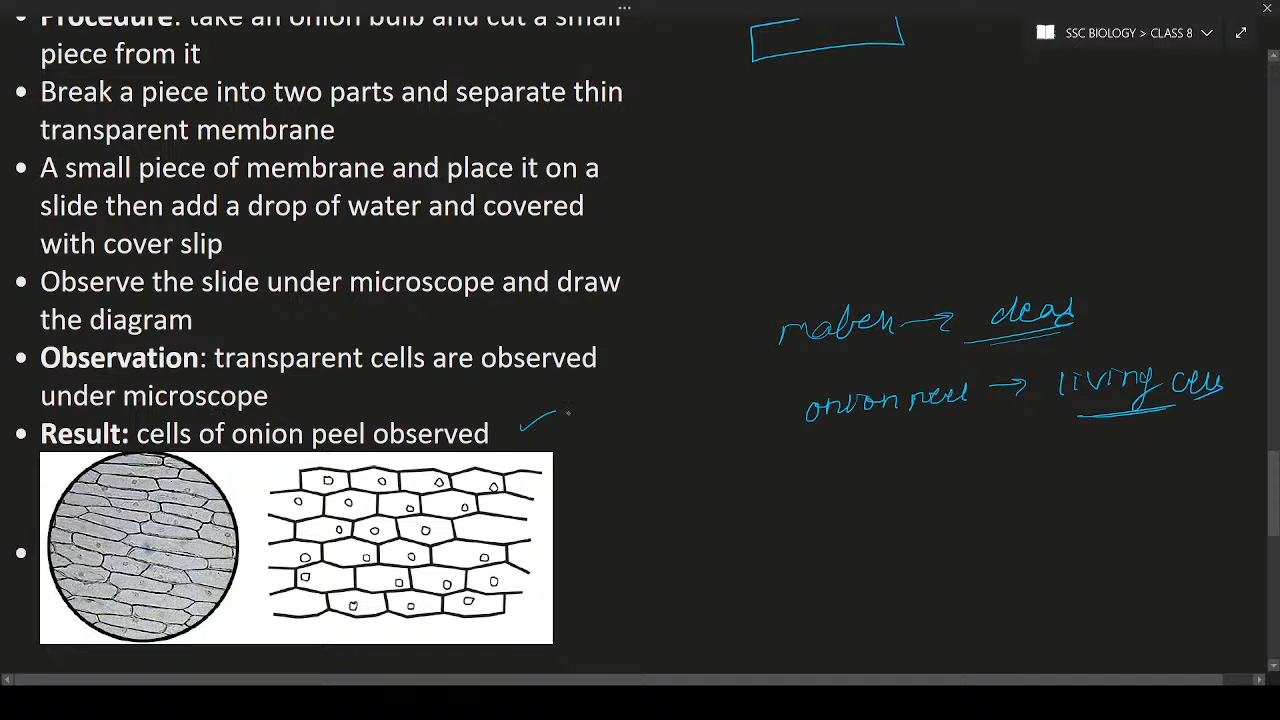 Procedure: take an onion bulb and cut a small
piece from it
• Break a piece into two parts and separate thin
transparent membrane
• A small piece of membrane and place it on a
slide then add a drop of water and covered
with cover slip
• Observe the slide under microscope and draw
the diagram
• Observation: transparent cells are observed
under microscope
• Result: cells of onion peel observed
SSC BIOLOGY > CLASS 8
→ dead
onion peel → living cells